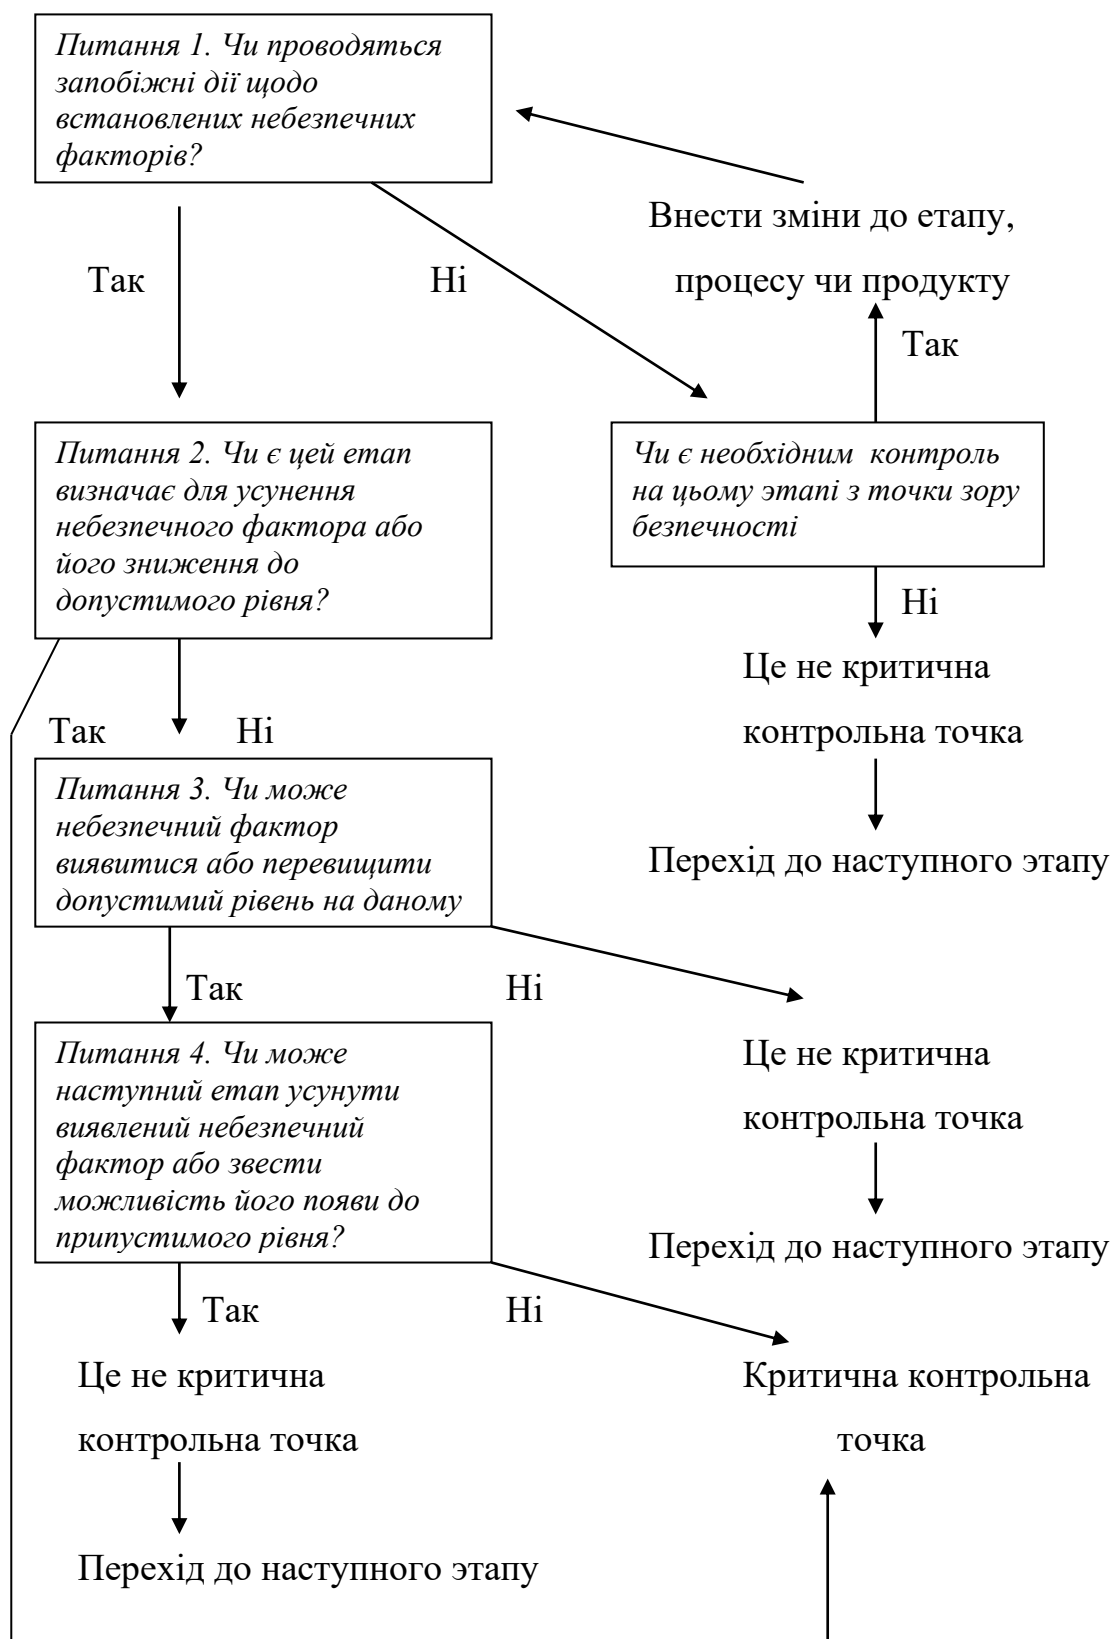 Питання 1. Чи проводяться
запобіжні дії щодо
встановлених небезпечних
факторів?
Внести зміни до етапу,
процесу чи продукту
Так
Ні
Так
Питання 2. Чи є цей етап
визначає для усунення
небезпечного фактора або
його зниження до
допустимого рівня?
Чи є необхідним контроль
на цьому этапі з точки зору
безпечності
Ні
Це не критична
контрольна точка
Так
Ні
Питання 3. Чи може
небезпечний фактор
виявитися або перевищити
допустимий рівень на даному
Перехід до наступного этапу
Так
Ні
Питання 4. Чи може
наступний етап усунути
виявлений небезпечний
фактор або звести
можливість його появи до
припустимого рівня?
Це не критична
контрольна точка
Перехід до наступного этапу
Так
Ні
Це не критична
контрольна точка
Критична контрольна
точка
Перехід до наступного этапу